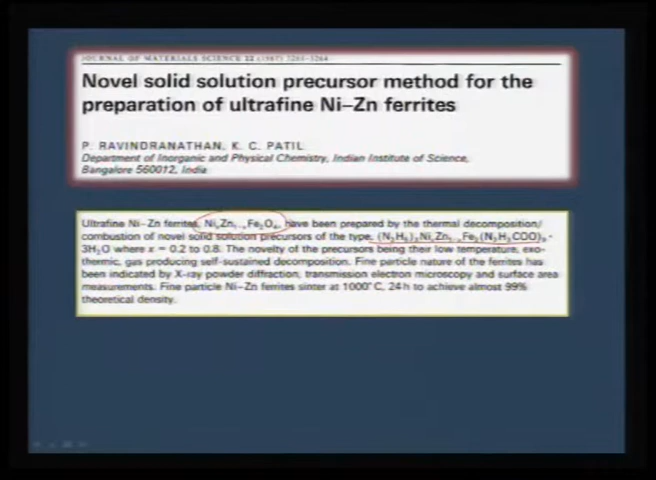 JOURNAL OF MATERIALS SCIENCE 22 (1987) 3261-3264
Novel solid solution precursor method for the
preparation of ultrafine Ni–Zn ferrites
P. RAVINDRANATHAN, K. C. PATIL
Department of Inorganic and Physical Chemistry, Indian Institute of Science,
Bangalore 560012, India
Ultrafine Ni–Zn ferrites, NiₓZn₁₋ₓFe₂O₄, have been prepared by the thermal decomposition/
combustion of novel solid solution precursors of the type, (N₂H₅)₃NiₓZn₁₋ₓFe₂(N₂H₃COO)₉ ·
3H₂O where x = 0.2 to 0.8. The novelty of the precursors being their low temperature, exo-
thermic, gas producing self-sustained decomposition. Fine particle nature of the ferrites has
been indicated by X-ray powder diffraction, transmission electron microscopy and surface area
measurements. Fine particle Ni–Zn ferrites sinter at 1000° C, 24 h to achieve almost 99%
theoretical density.